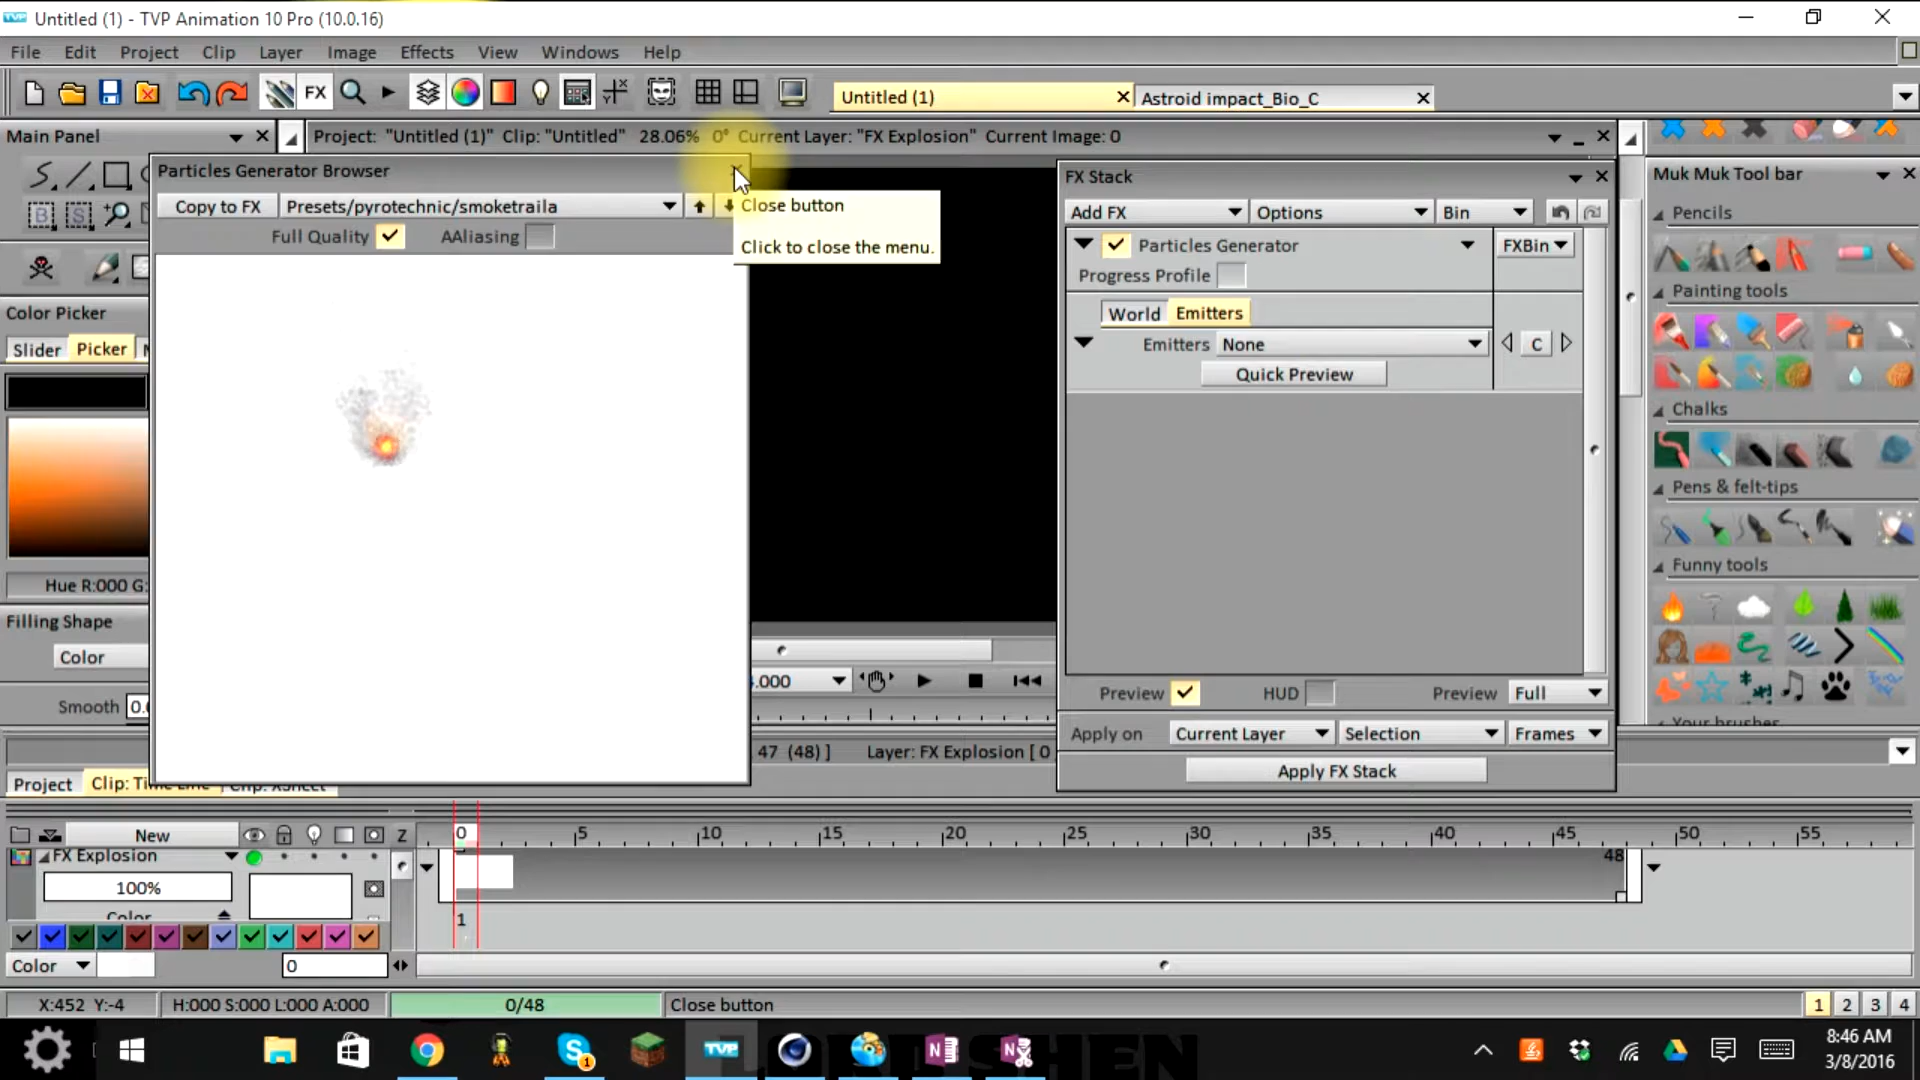 Untitled (1) - TVP Animation 10 Pro (10.0.16)
File Edit Project Clip Layer Image Effects View Windows Help
FX
Untitled (1)
Astroid impact_Bio_C
Main Panel
Project: "Untitled (1)" Clip: "Untitled" 28.06% 0° Current Layer: "FX Explosion" Current Image: 0
Particles Generator Browser
Copy to FX
Presets/pyrotechnic/smoketraila
Full Quality
AAliasing
Close button
Click to close the menu.
FX Stack
Add FX
Options
Bin
Particles Generator
FXBin
Progress Profile
World
Emitters
Emitters
None
C
Quick Preview
Preview
HUD
Preview
Full
Apply on
Current Layer
Selection
Frames
Apply FX Stack
Muk Muk Tool bar
Pencils
Painting tools
Chalks
Pens & felt-tips
Funny tools
Your brushes
Color Picker
Slider
Picker
Hue R:000 G:
Filling Shape
Color
Smooth
.000
47 (48) ]
Layer: FX Explosion [ 0
Project
New
Z
0 5 10 15 20 25 30 35 40 45 50 55
FX Explosion
48
100%
Color
1
Color
0
X:452 Y:-4
H:000 S:000 L:000 A:000
0/48
Close button
1 2 3 4
TVP
8:46 AM
3/8/2016